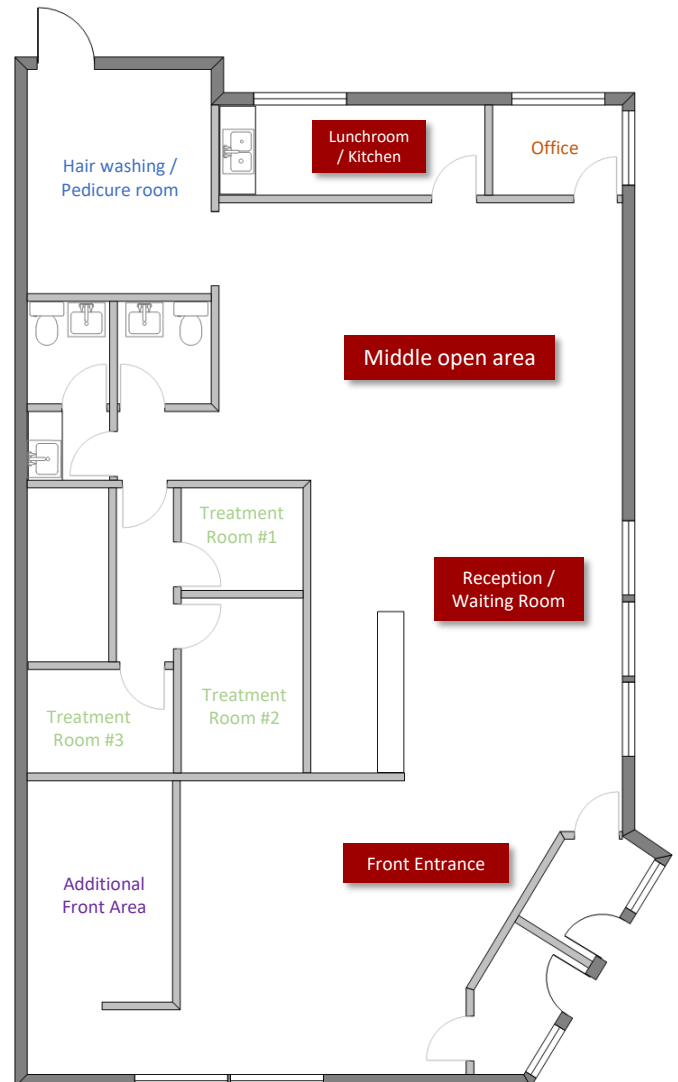 Lunchroom
/ Kitchen
Office
Hair washing /
Pedicure room
Middle open area
Treatment
Room #1
Reception /
Waiting Room
Treatment
Room #2
Treatment
Room #3
Front Entrance
Additional
Front Area